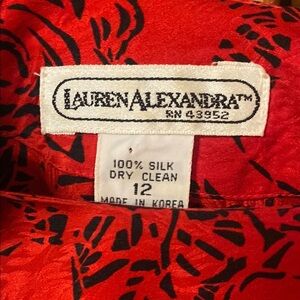 LAUREN ALEXANDRA™
RN 43952
100% SILK
DRY CLEAN
12
MADE IN KOREA